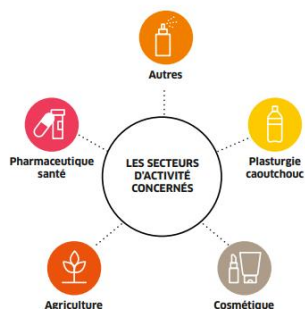 Autres
Pharmaceutique
santé
LES SECTEURS
D'ACTIVITÉ
CONCERNÉS
Plasturgie
caoutchouc
Agriculture
Cosmétique